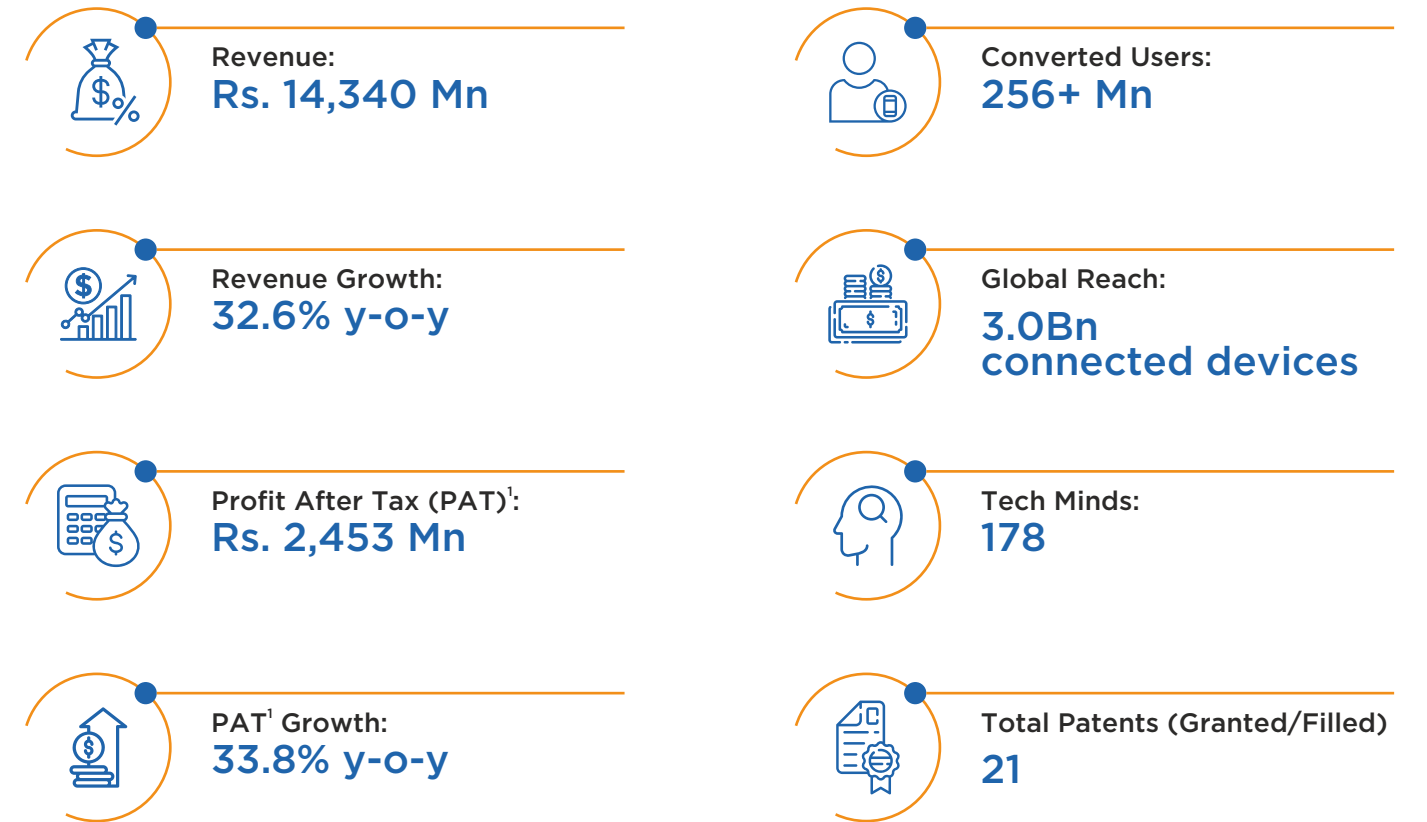 Revenue:
Rs. 14,340 Mn
Revenue Growth:
32.6% y-o-y
Profit After Tax (PAT)¹:
Rs. 2,453 Mn
PAT¹ Growth:
33.8% y-o-y
Converted Users:
256+ Mn
Global Reach:
3.0Bn
connected devices
Tech Minds:
178
Total Patents (Granted/Filled)
21